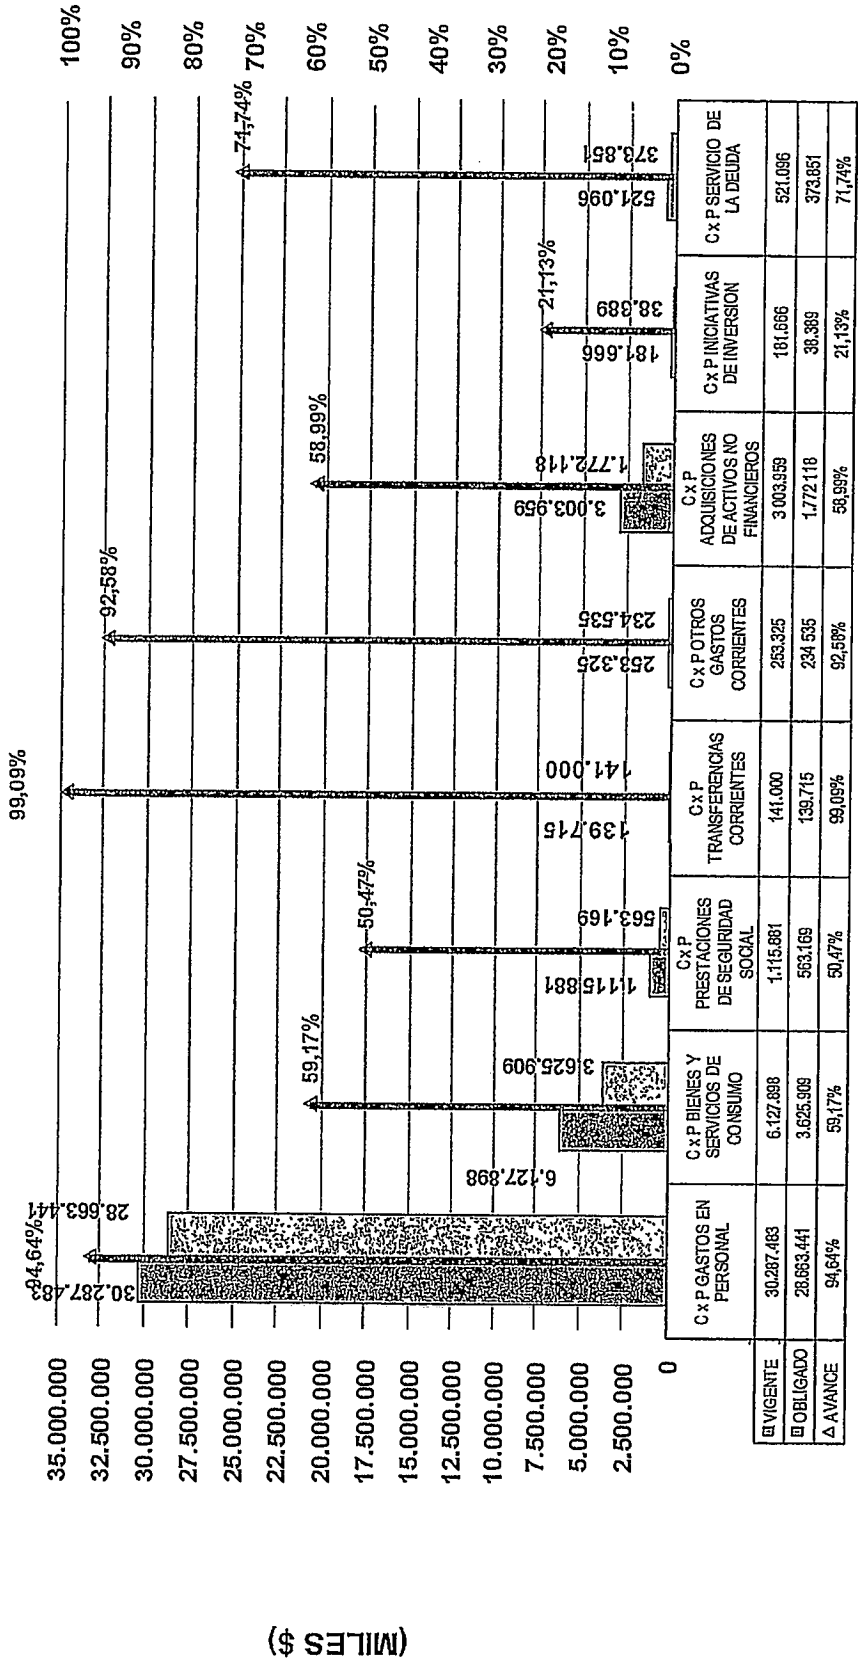 99,09%
100%
90%
80%
70%
60%
50%
40%
30%
20%
10%
0%
35.000.000
32.500.000
30.000.000
27.500.000
25.000.000
22.500.000
20.000.000
17.500.000
15.000.000
12.500.000
10.000.000
7.500.000
5.000.000
2.500.000
0
(MILES $)
94,64%
30.287.483
28.663.441
59,17%
6.127.898
3.625.909
50,47%
1.115.881
563.169
139.715
141.000
92,58%
253.325
234.535
58,99%
3.003.959
1.772.118
21,13%
181.666
38.389
71,74%
521.096
373.851
C x P GASTOS EN
PERSONAL
C x P BIENES Y
SERVICIOS DE
CONSUMO
C x P
PRESTACIONES
DE SEGURIDAD
SOCIAL
C x P
TRANSFERENCIAS
CORRIENTES
C x P OTROS
GASTOS
CORRIENTES
C x P
ADQUISICIONES
DE ACTIVOS NO
FINANCIEROS
C x P INICIATIVAS
DE INVERSION
C x P SERVICIO DE
LA DEUDA
VIGENTE 30.287.483 6.127.898 1.115.881 141.000 253.325 3 003.959 181.666 521.096
OBLIGADO 28.663.441 3.625.909 563.169 139.715 234 535 1.772 118 38.389 373.851
AVANCE 94,64% 59,17% 50,47% 99,09% 92,58% 58,99% 21,13% 71,74%